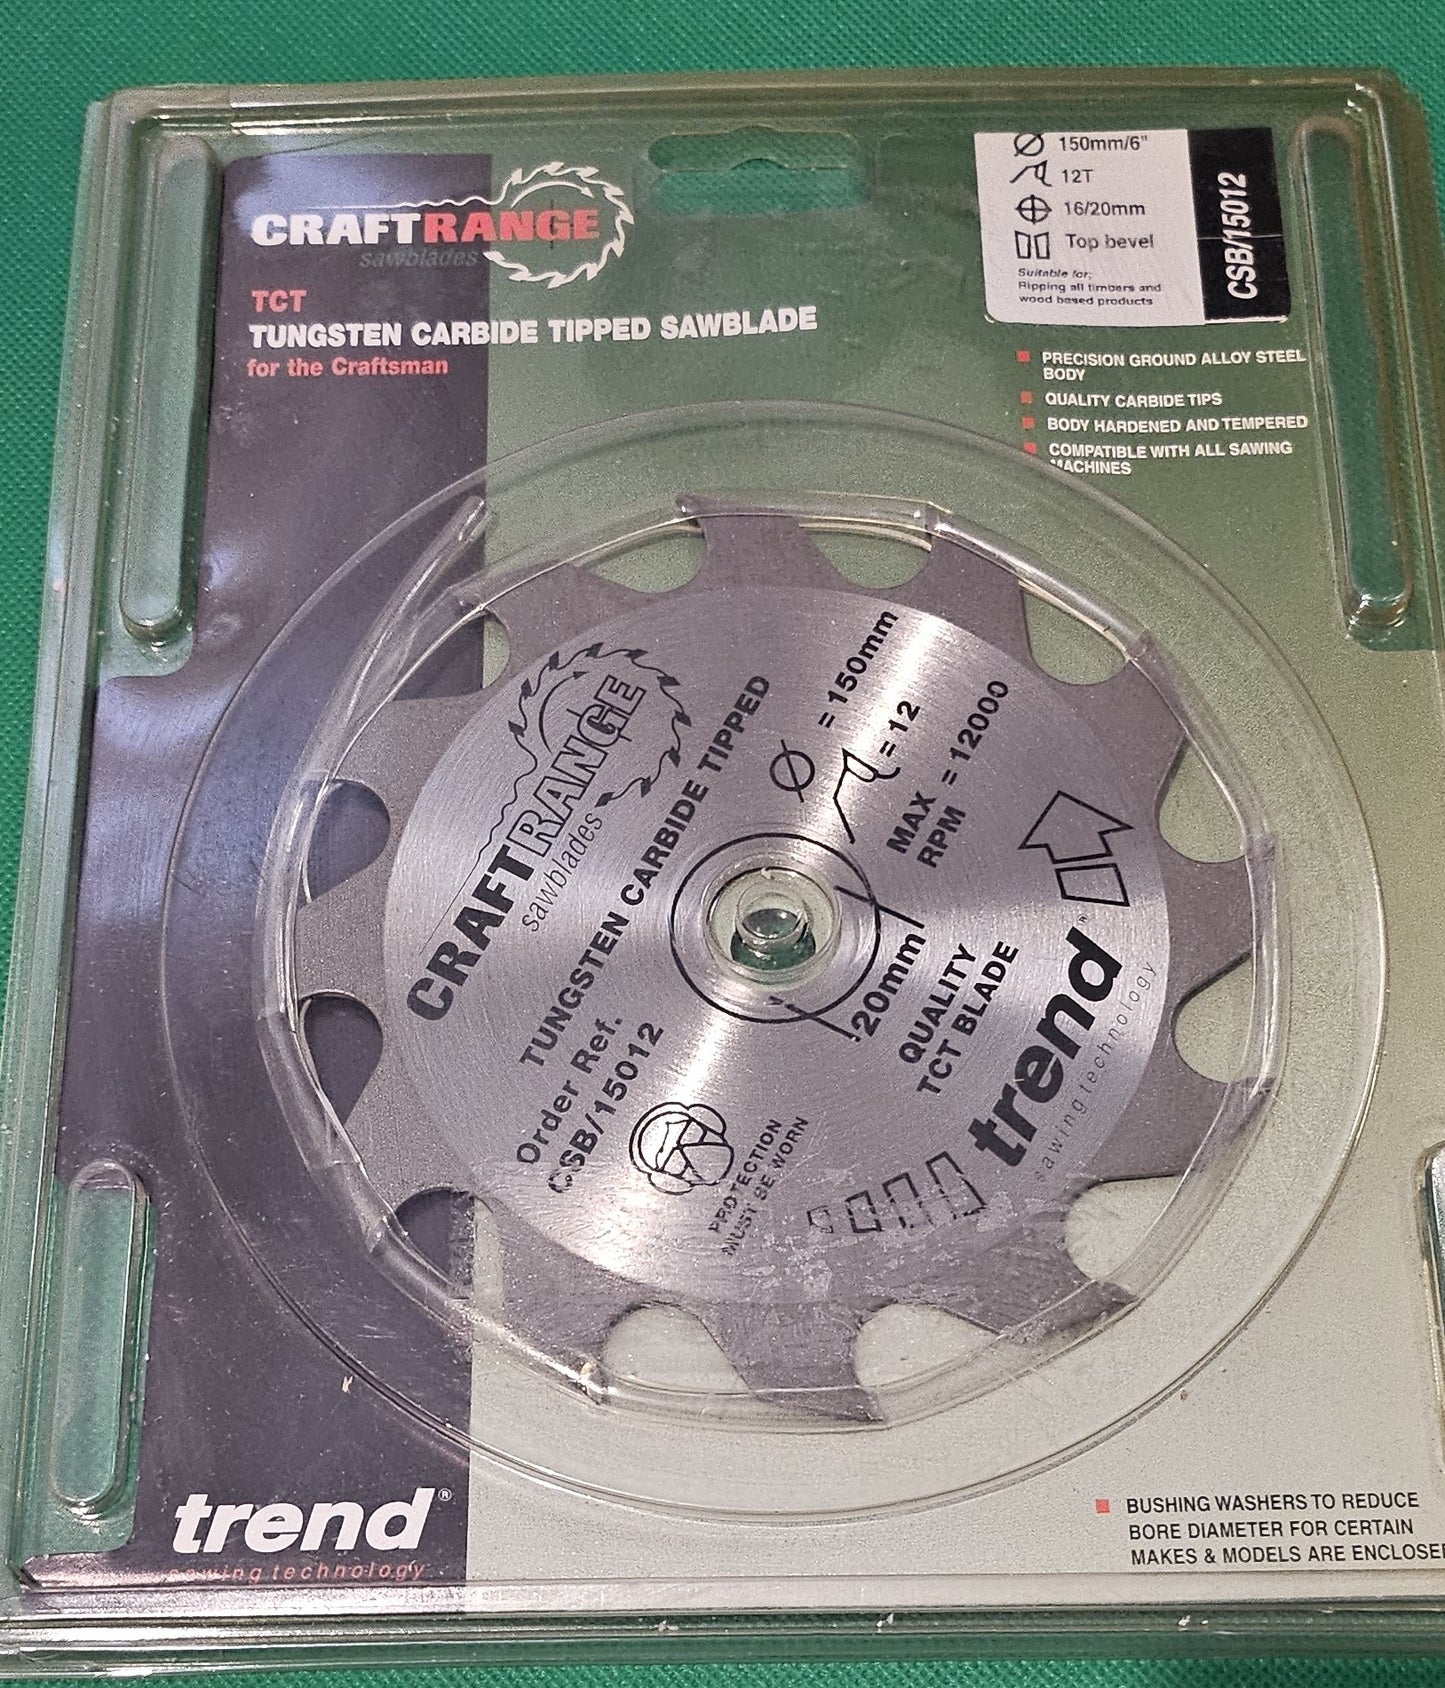 CRAFTRANGE
sawblades
TCT
TUNGSTEN CARBIDE TIPPED SAWBLADE
for the Craftsman
150mm/6"
12T
16/20mm
Top bevel
Suitable for;
Ripping all timbers and
wood based products
CSB/15012
PRECISION GROUND ALLOY STEEL
BODY
QUALITY CARBIDE TIPS
BODY HARDENED AND TEMPERED
COMPATIBLE WITH ALL SAWING
MACHINES
CRAFTRANGE
sawblades
TUNGSTEN CARBIDE TIPPED
Order Ref.
CSB/15012
Ø = 150mm
= 12
MAX
RPM = 12000
20mm
QUALITY
TCT BLADE
trend®
sawing technology
PROTECTION
MUST BE WORN
trend®
sawing technology
BUSHING WASHERS TO REDUCE
BORE DIAMETER FOR CERTAIN
MAKES & MODELS ARE ENCLOSE